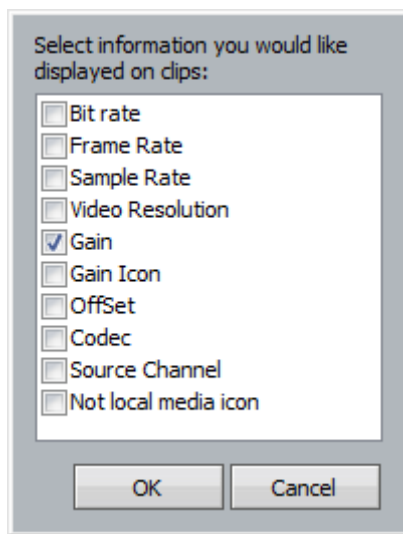 Select information you would like
displayed on clips:
Bit rate
Frame Rate
Sample Rate
Video Resolution
Gain
Gain Icon
OffSet
Codec
Source Channel
Not local media icon
OK
Cancel